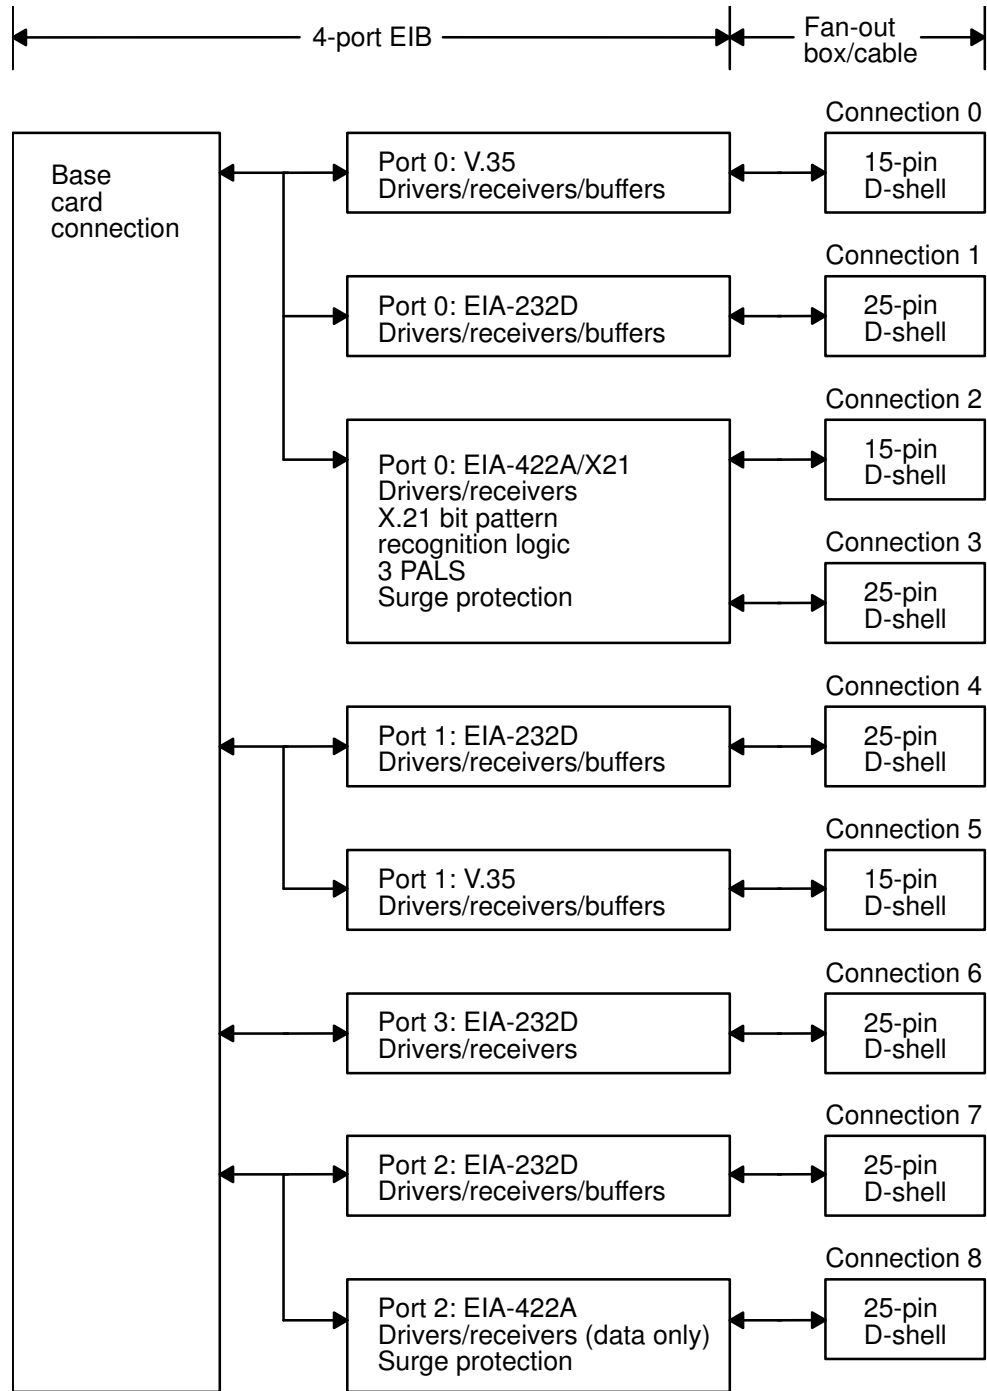 4-port EIB
Fan-out
box/cable
Base
card
connection
Connection 0
Port 0: V.35
Drivers/receivers/buffers
15-pin
D-shell
Connection 1
Port 0: EIA-232D
Drivers/receivers/buffers
25-pin
D-shell
Connection 2
Port 0: EIA-422A/X21
Drivers/receivers
X.21 bit pattern
recognition logic
3 PALS
Surge protection
15-pin
D-shell
Connection 3
25-pin
D-shell
Connection 4
Port 1: EIA-232D
Drivers/receivers/buffers
25-pin
D-shell
Connection 5
Port 1: V.35
Drivers/receivers/buffers
15-pin
D-shell
Connection 6
Port 3: EIA-232D
Drivers/receivers
25-pin
D-shell
Connection 7
Port 2: EIA-232D
Drivers/receivers/buffers
25-pin
D-shell
Connection 8
Port 2: EIA-422A
Drivers/receivers (data only)
Surge protection
25-pin
D-shell